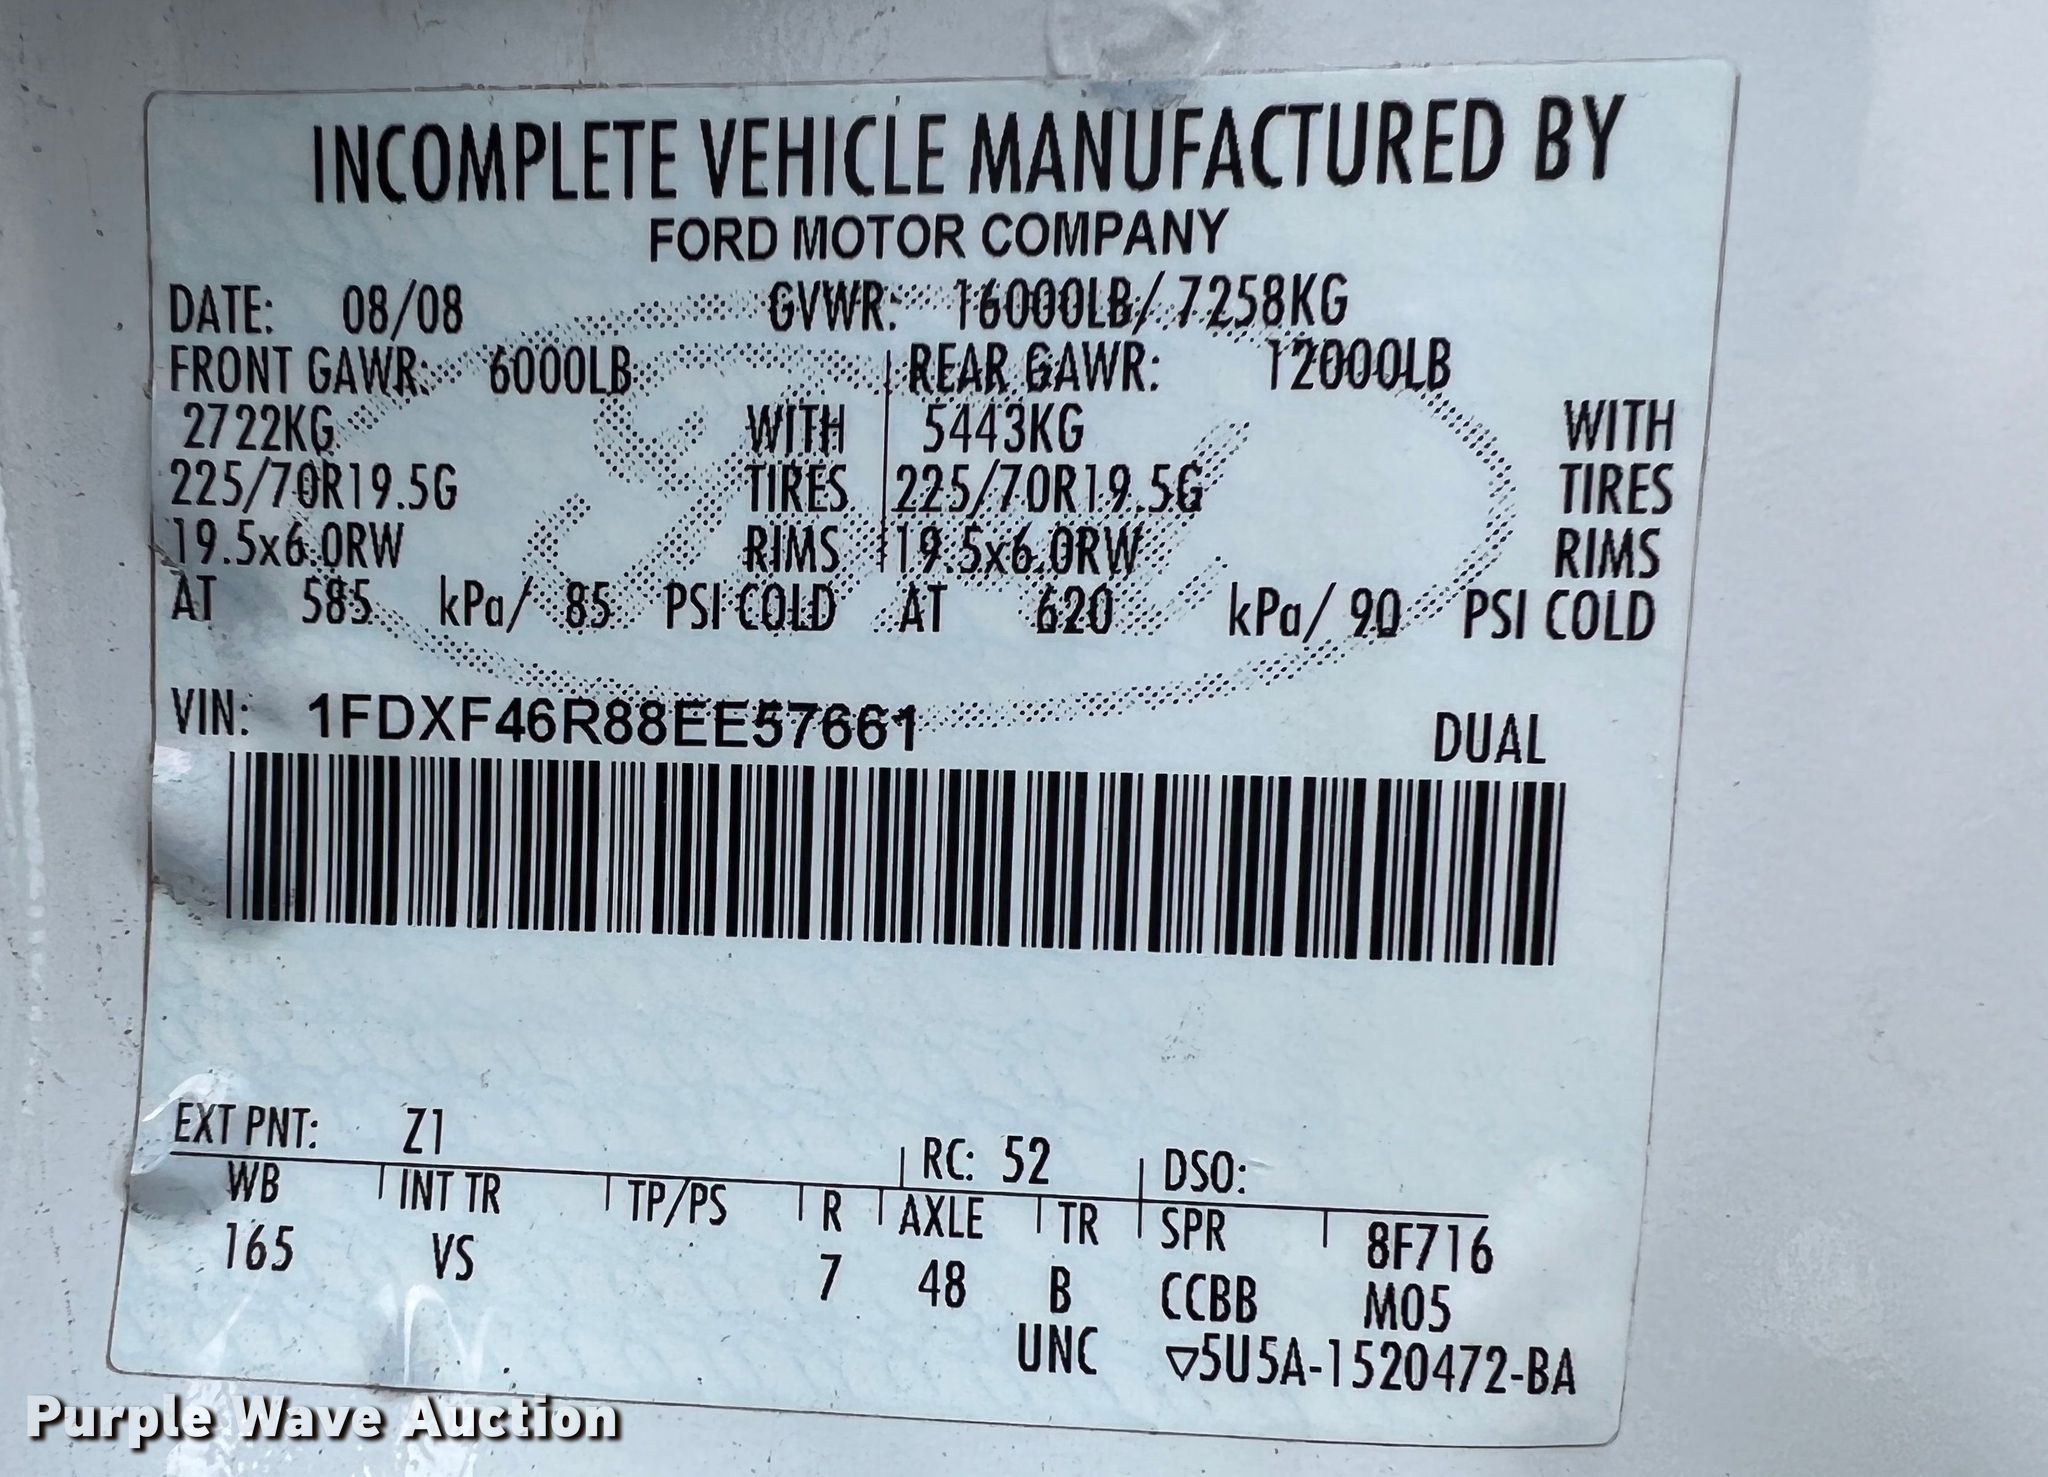 INCOMPLETE VEHICLE MANUFACTURED BY
FORD MOTOR COMPANY
DATE: 08/08 GVWR: 16000LB/ 7258KG
FRONT GAWR: 6000LB REAR GAWR: 12000LB
2722KG WITH 5443KG WITH
225/70R19.5G TIRES 225/70R19.5G TIRES
19.5x6.0RW RIMS 19.5x6.0RW RIMS
AT 585 kPa/ 85 PSI COLD AT 620 kPa/ 90 PSI COLD
VIN: 1FDXF46R88EE57661 DUAL
EXT PNT: Z1 RC: 52 DSO:
WB INT TR TP/PS R AXLE TR SPR 8F716
165 VS 7 48 B CCBB M05
UNC ▽5U5A-1520472-BA
Purple Wave Auction